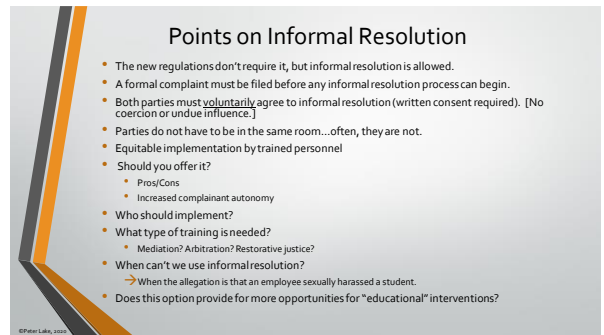 Points on Informal Resolution
• The new regulations don't require it, but informal resolution is allowed.
• A formal complaint must be filed before any informal resolution process can begin.
• Both parties must voluntarily agree to informal resolution (written consent required). [No
coercion or undue influence.]
• Parties do not have to be in the same room…often, they are not.
• Equitable implementation by trained personnel
• Should you offer it?
• Pros/Cons
• Increased complainant autonomy
• Who should implement?
• What type of training is needed?
• Mediation? Arbitration? Restorative justice?
• When can't we use informal resolution?
→ When the allegation is that an employee sexually harassed a student.
• Does this option provide for more opportunities for "educational" interventions?
©Peter Lake, 2020